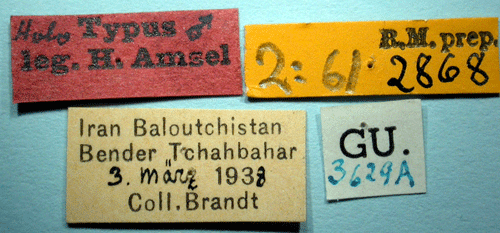 Holo Typus ♂
leg. H. Amsel
R.M. prep.
2: 61. 2868
Iran Baloutchistan
Bender Tchahbahar
3. März 1938
Coll. Brandt
GU.
3629A